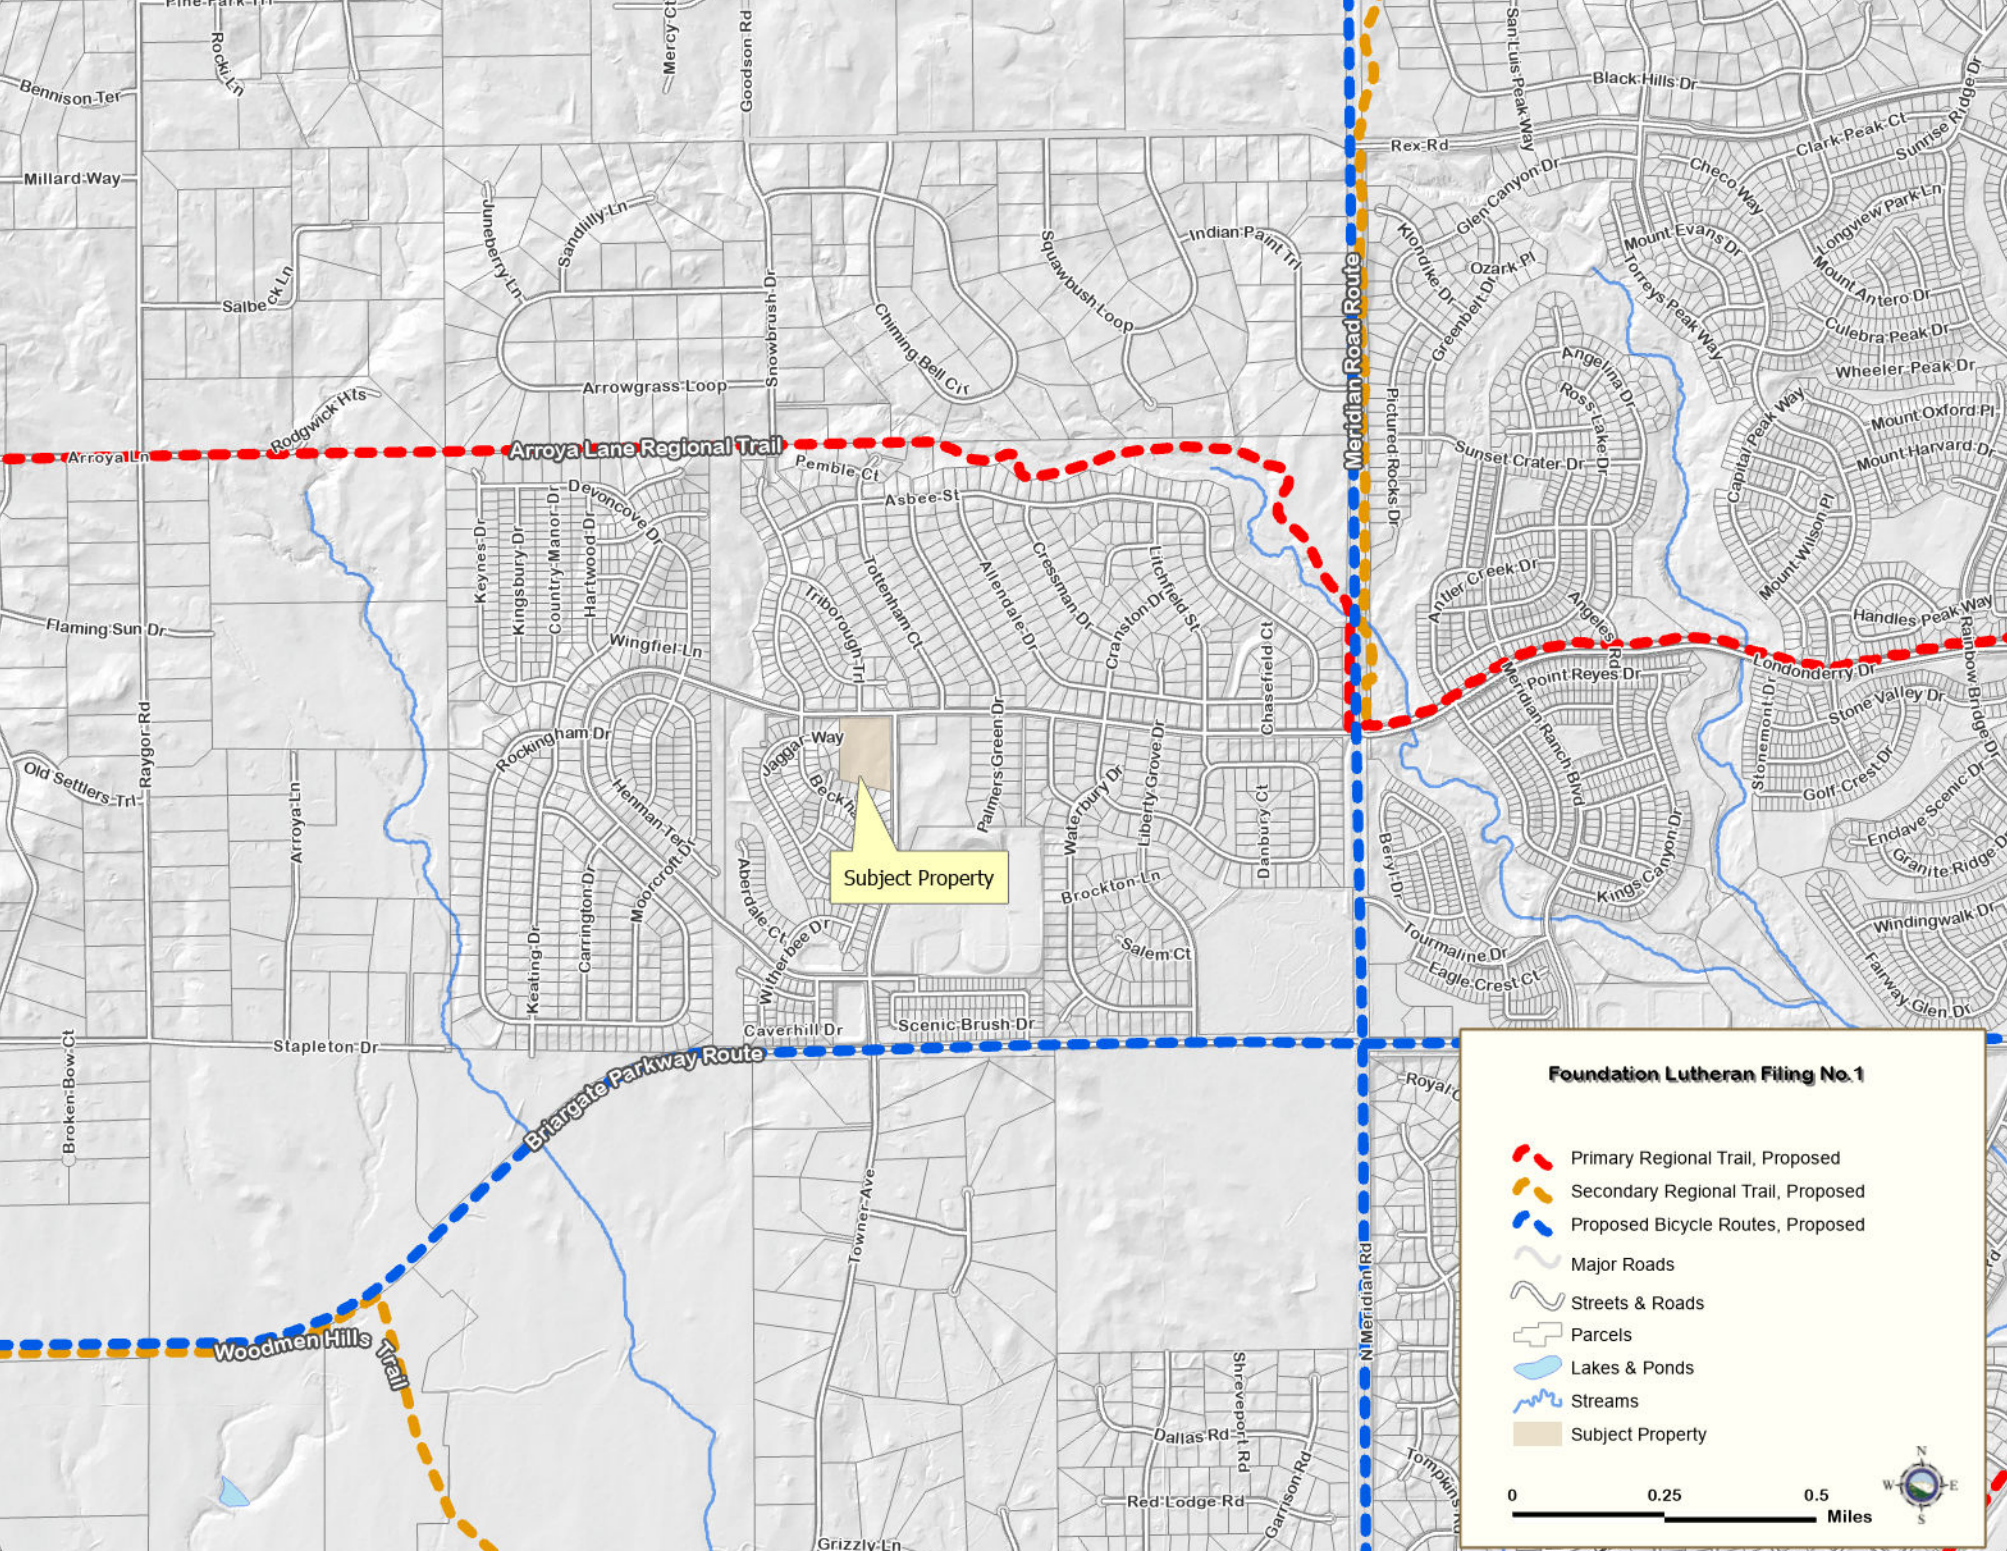 Pine Park Trl
Rocki Ln
Mercy Ct
Goodson Rd
San Luis Peak Way
Black Hills Dr
Bennison Ter
Clark Peak Ct
Sunrise Ridge Dr
Rex Rd
Millard Way
Glen Canyon Dr
Checo Way
Longview Park Ln
Juneberry Ln
Sandlilly Ln
Squawbush Loop
Indian Paint Trl
Klondike Dr
Ozark Pl
Mount Evans Dr
Torreys Peak Way
Mount Antero Dr
Salbeck Ln
Snowbrush Dr
Chiming Bell Cir
Meridian Road Route
Greenbelt Dr
Culebra Peak Dr
Wheeler Peak Dr
Angelina Dr
Ross Lake Dr
Arrowgrass Loop
Rodgwick Hts
Pictured Rocks Dr
Capital Peak Way
Mount Oxford Pl
Mount Harvard Dr
Arroya Ln
Arroya Lane Regional Trail
Pemble Ct
Sunset Crater Dr
Asbee St
Devoncove Dr
Keynes Dr
Kingsbury Dr
Country Manor Dr
Hartwood Dr
Tottenham Ct
Allendale Dr
Cressman Dr
Litchfield St
Cranston Dr
Mount Wilson Pl
Antler Creek Dr
Angeles Rd
Handles Peak Way
Flaming Sun Dr
Triborough Trl
Wingfiel Ln
Chasefield Ct
Londonderry Dr
Rainbow Bridge Dr
Point Reyes Dr
Meridian Ranch Blvd
Stonemont Dr
Stone Valley Dr
Raygor Rd
Rockingham Dr
Jaggar Way
Palmers Green Dr
Liberty Grove Dr
Waterbury Dr
Danbury Ct
Golf Crest Dr
Old Settlers Trl
Arroya Ln
Henman Ter
Beckha
Moorcroft Dr
Enclave Scenic Dr
Granite Ridge D
Beryl Dr
Kings Canyon Dr
Subject Property
Carrington Dr
Aberdale Ct
Brockton Ln
Windingwalk Dr
Keating Dr
Witherbee Dr
Salem Ct
Tourmaline Dr
Eagle Crest Ct
Fairway Glen Dr
Caverhill Dr
Scenic Brush Dr
Broken Bow Ct
Stapleton Dr
Briargate Parkway Route
Royal
Towner Ave
N Meridian Rd
Woodmen Hills Trail
Shreveport Rd
Dallas Rd
Garrison Rd
Red Lodge Rd
Tompkins
Grizzly Ln
Foundation Lutheran Filing No.1
Primary Regional Trail, Proposed
Secondary Regional Trail, Proposed
Proposed Bicycle Routes, Proposed
Major Roads
Streets & Roads
Parcels
Lakes & Ponds
Streams
Subject Property
0 0.25 0.5
Miles
N
W E
S